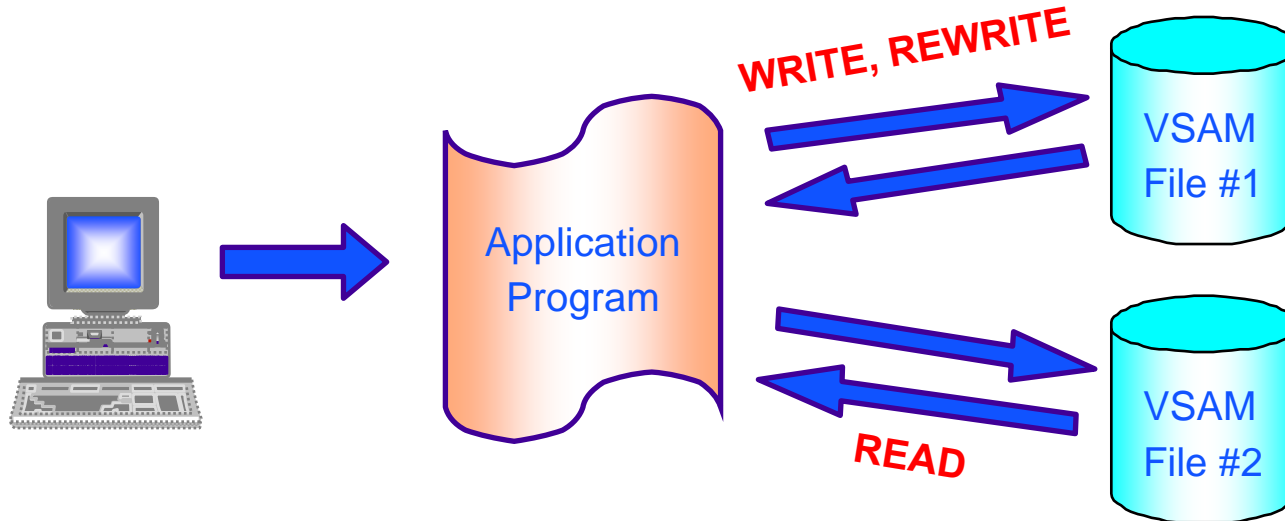 WRITE, REWRITE
VSAM
File #1
Application
Program
VSAM
File #2
READ